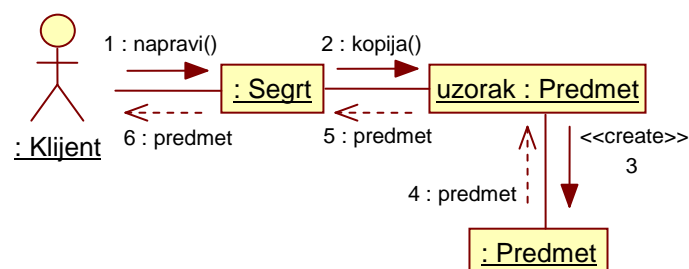 1 : napravi()
2 : kopija()
: Segrt
uzorak : Predmet
6 : predmet
5 : predmet
<<create>>
3
: Klijent
4 : predmet
: Predmet